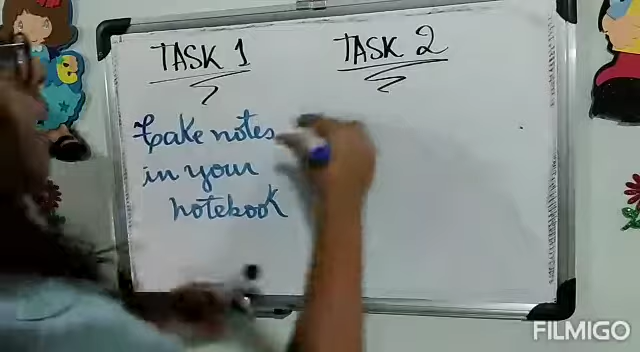 TASK 1
TASK 2
take notes
in your
notebook
FILMIGO